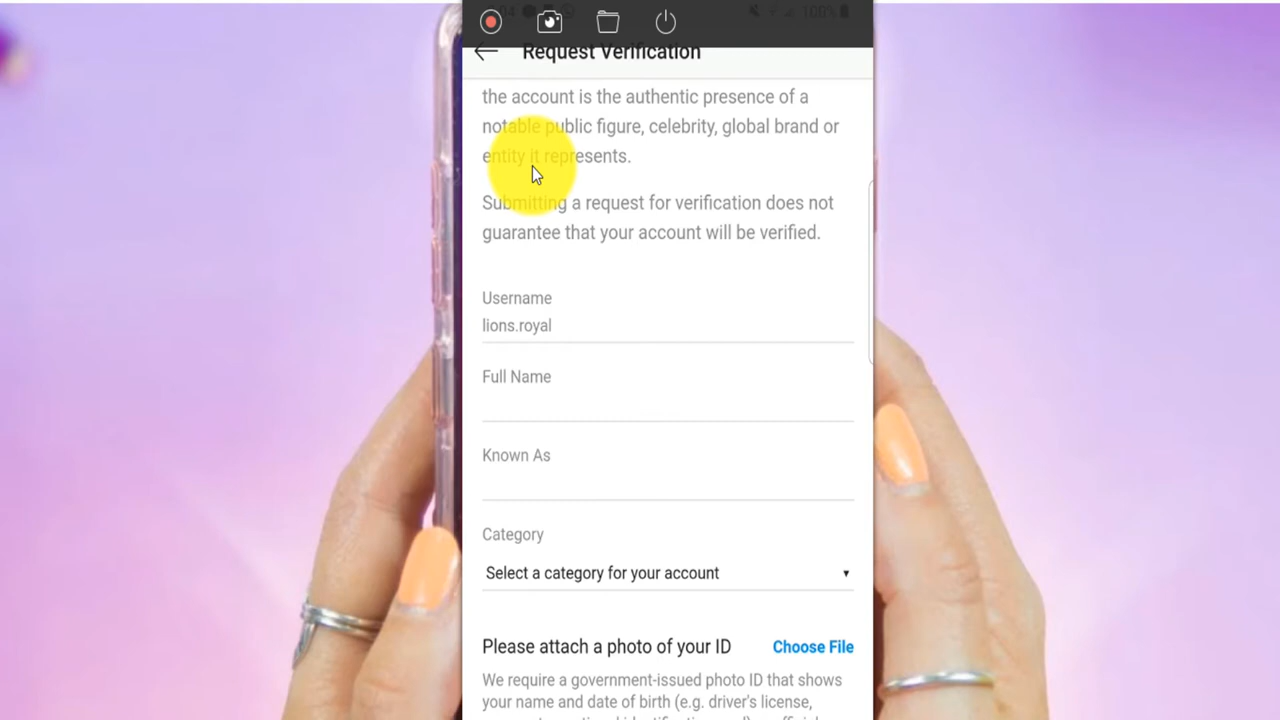 100%
Request Verification
the account is the authentic presence of a
notable public figure, celebrity, global brand or
entity it represents.
Submitting a request for verification does not
guarantee that your account will be verified.
Username
lions.royal
Full Name
Known As
Category
Select a category for your account
Please attach a photo of your ID
Choose File
We require a government-issued photo ID that shows
your name and date of birth (e.g. driver's license,